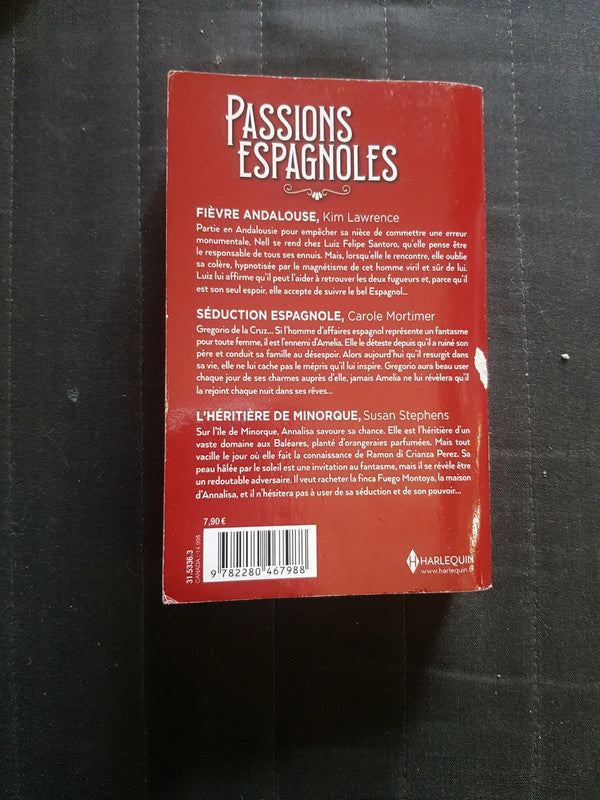 PASSIONS
ESPAGNOLES
FIÈVRE ANDALOUSE, Kim Lawrence
Partie en Andalousie pour empêcher sa nièce de commettre une erreur
monumentale, Nell se rend chez Luiz Felipe Santoro, qu'elle pense être
le responsable de tous ses ennuis. Mais, lorsqu'elle le rencontre, elle oublie
sa colère, hypnotisée par le magnétisme de cet homme viril et sûr de lui.
Luiz lui affirme qu'il peut l'aider à retrouver les deux fugueurs et, parce qu'il
est son seul espoir, elle accepte de suivre le bel Espagnol...
SÉDUCTION ESPAGNOLE, Carole Mortimer
Gregorio de la Cruz... Si l'homme d'affaires espagnol représente un fantasme
pour toute femme, il est l'ennemi d'Amelia. Elle le déteste depuis qu'il a ruiné son
père et conduit sa famille au désespoir. Alors aujourd'hui qu'il resurgit dans
sa vie, elle ne lui cache pas le mépris qu'il lui inspire. Gregorio aura beau user
chaque jour de ses charmes auprès d'elle, jamais Amelia ne lui révélera qu'il
la rejoint chaque nuit dans ses rêves...
L'HÉRITIÈRE DE MINORQUE, Susan Stephens
Sur l'île de Minorque, Annalisa savoure sa chance. Elle est l'héritière d'un
vaste domaine aux Baléares, planté d'orangeraies parfumées. Mais tout
vacille le jour où elle fait la connaissance de Ramon di Crianza Perez. Sa
peau hâlée par le soleil est une invitation au fantasme, mais il se révèle être
un redoutable adversaire. Il veut racheter la finca Fuego Montoya, la maison
d'Annalisa, et il n'hésitera pas à user de sa séduction et de son pouvoir...
7,90 €
31.5336.3
CANADA : 14,99$
9 782280 467988
HARLEQUIN
www.harlequin.fr